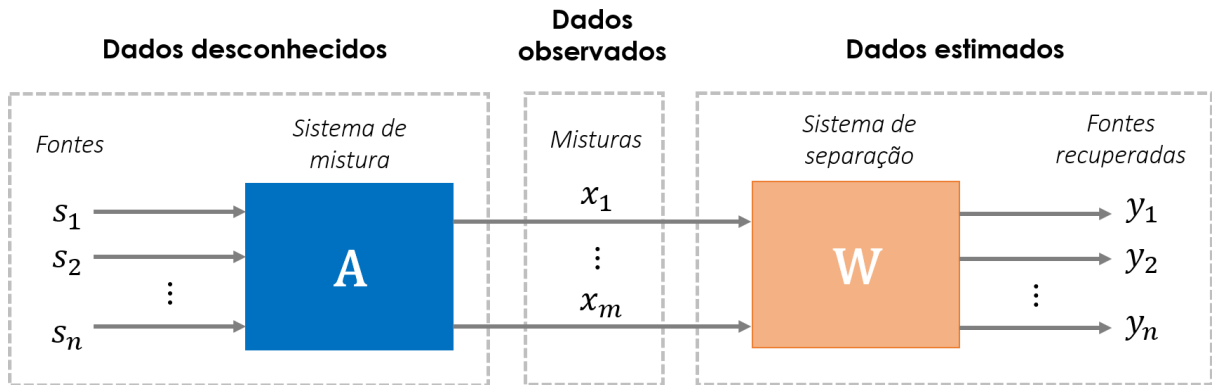 Dados desconhecidos
Dados
observados
Dados estimados
Fontes
Sistema de
mistura
Misturas
Sistema de
separação
Fontes
recuperadas
s₁
s₂
⋮
sₙ
A
x₁
⋮
xₘ
W
y₁
y₂
⋮
yₙ